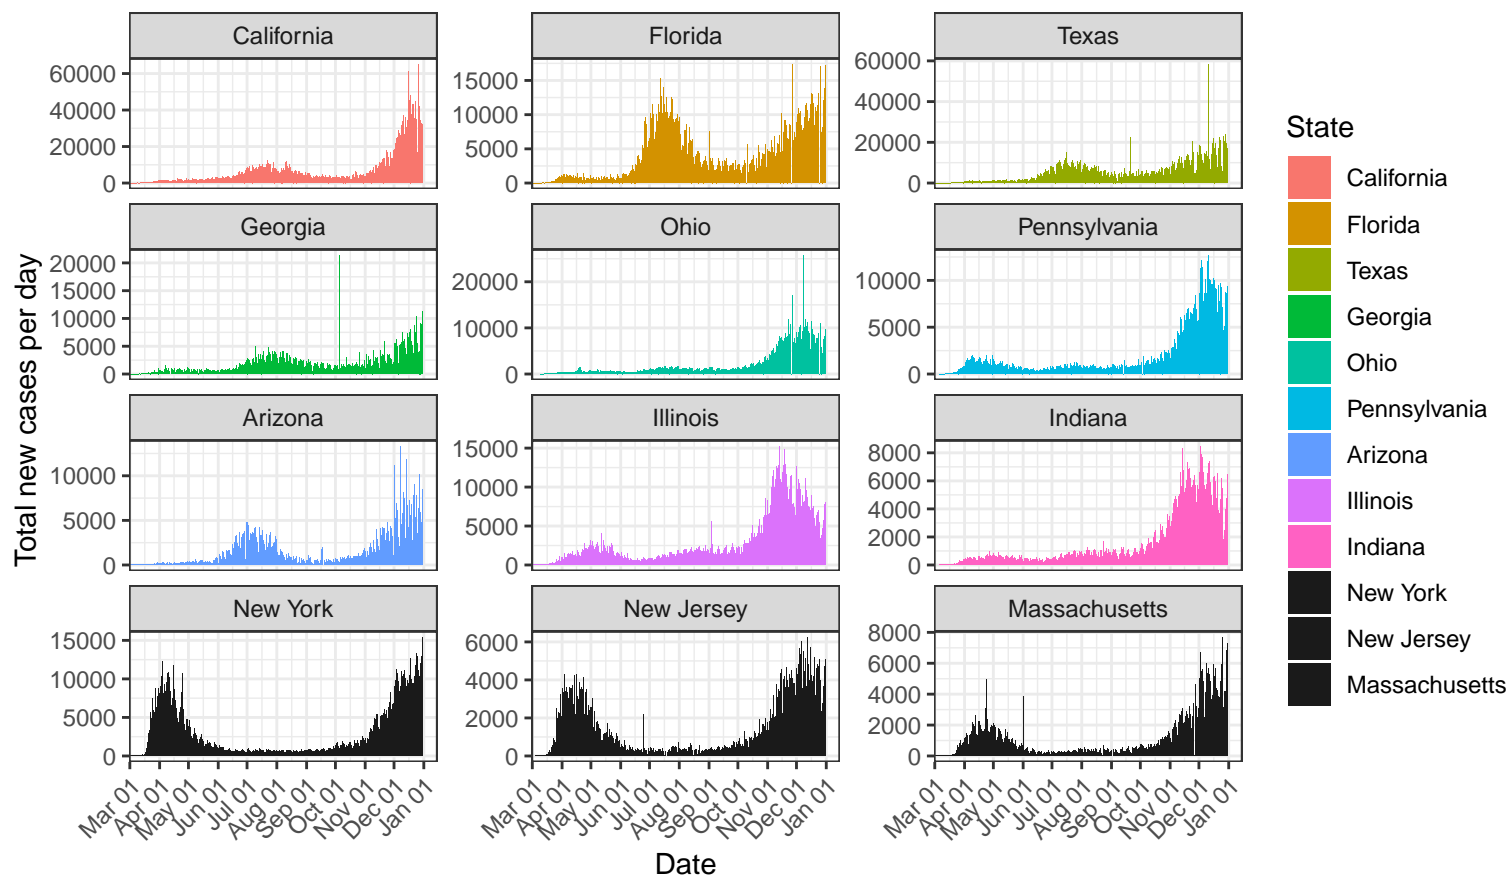 Total new cases per day
California
60000
40000
20000
0
Florida
15000
10000
5000
0
Texas
60000
40000
20000
0
Georgia
20000
15000
10000
5000
0
Ohio
20000
10000
0
Pennsylvania
10000
5000
0
Arizona
10000
5000
0
Illinois
15000
10000
5000
0
Indiana
8000
6000
4000
2000
0
New York
15000
10000
5000
0
New Jersey
6000
4000
2000
0
Massachusetts
8000
6000
4000
2000
0
Mar 01
Apr 01
May 01
Jun 01
Jul 01
Aug 01
Sep 01
Oct 01
Nov 01
Dec 01
Jan 01
Mar 01
Apr 01
May 01
Jun 01
Jul 01
Aug 01
Sep 01
Oct 01
Nov 01
Dec 01
Jan 01
Mar 01
Apr 01
May 01
Jun 01
Jul 01
Aug 01
Sep 01
Oct 01
Nov 01
Dec 01
Jan 01
Date
State
California
Florida
Texas
Georgia
Ohio
Pennsylvania
Arizona
Illinois
Indiana
New York
New Jersey
Massachusetts